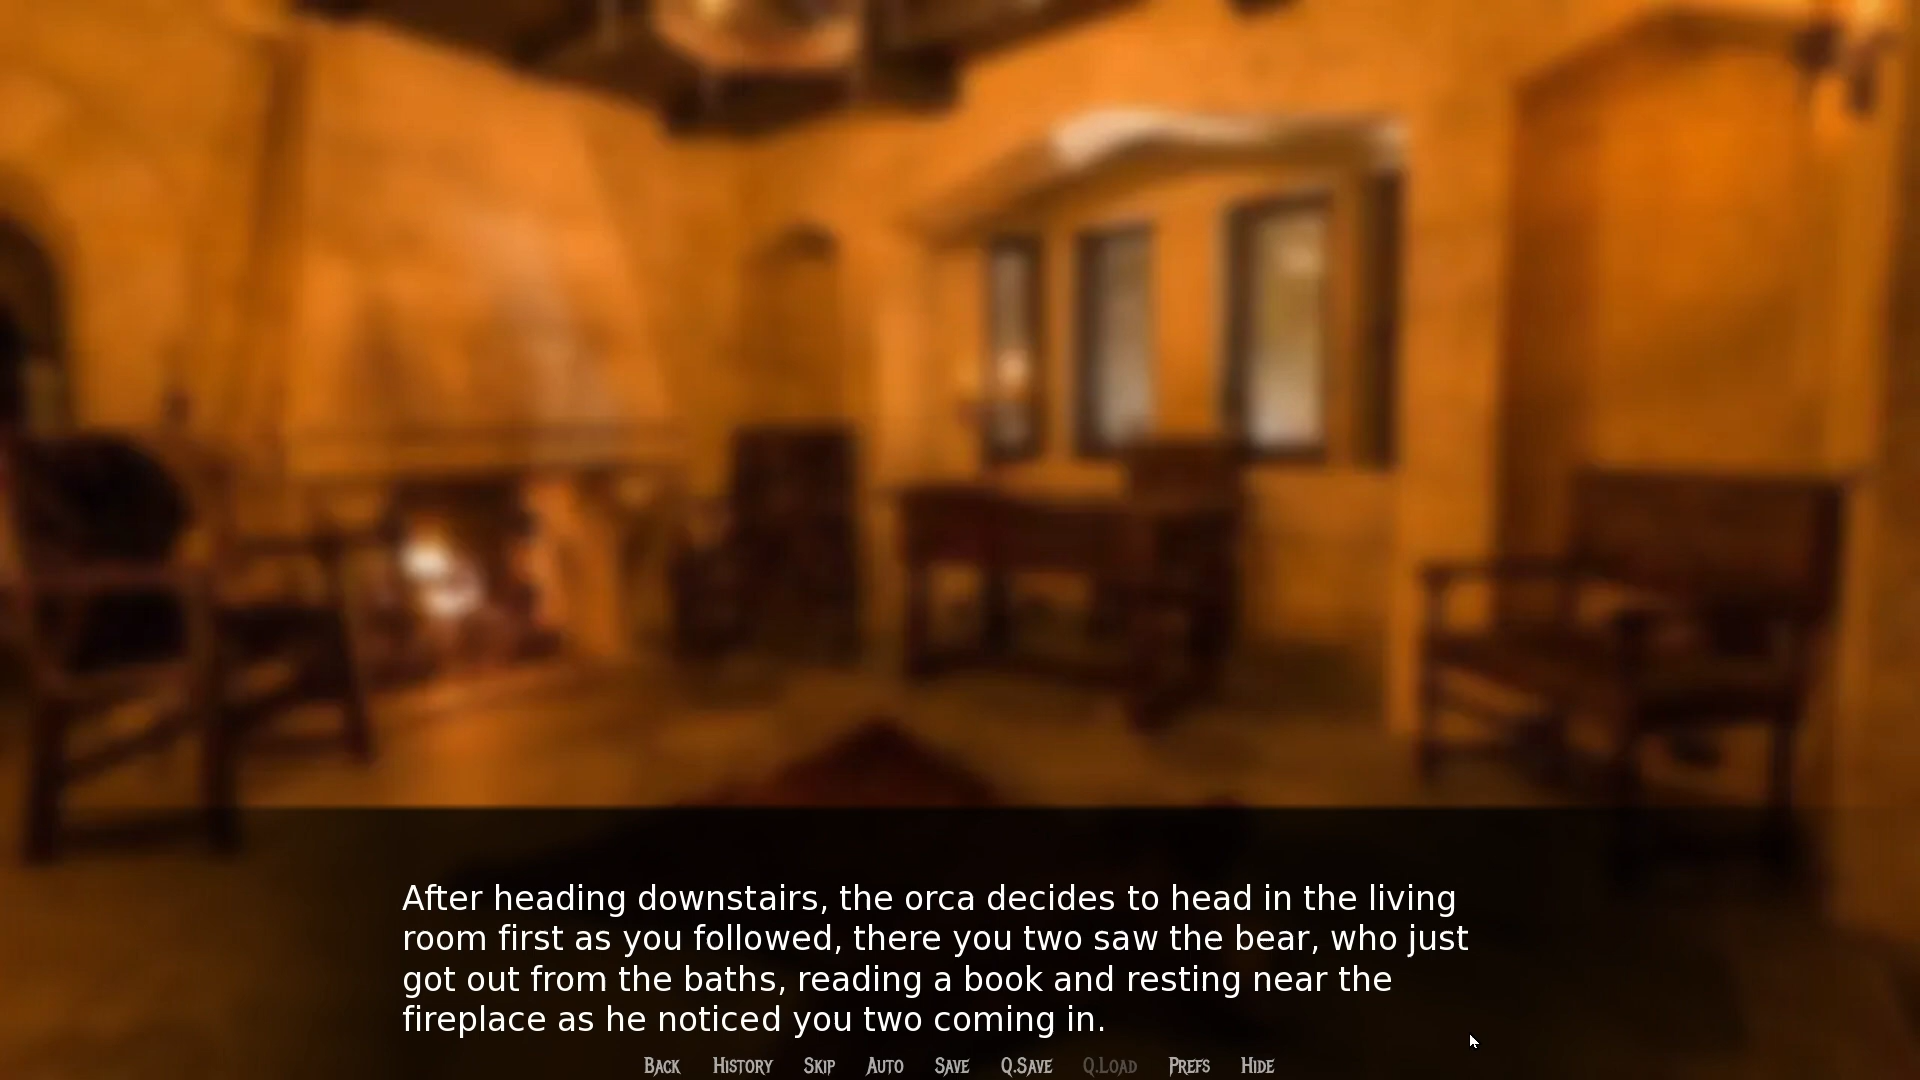 After heading downstairs, the orca decides to head in the living
room first as you followed, there you two saw the bear, who just
got out from the baths, reading a book and resting near the
fireplace as he noticed you two coming in.
Back History Skip Auto Save Q.Save Q.Load Prefs Hide